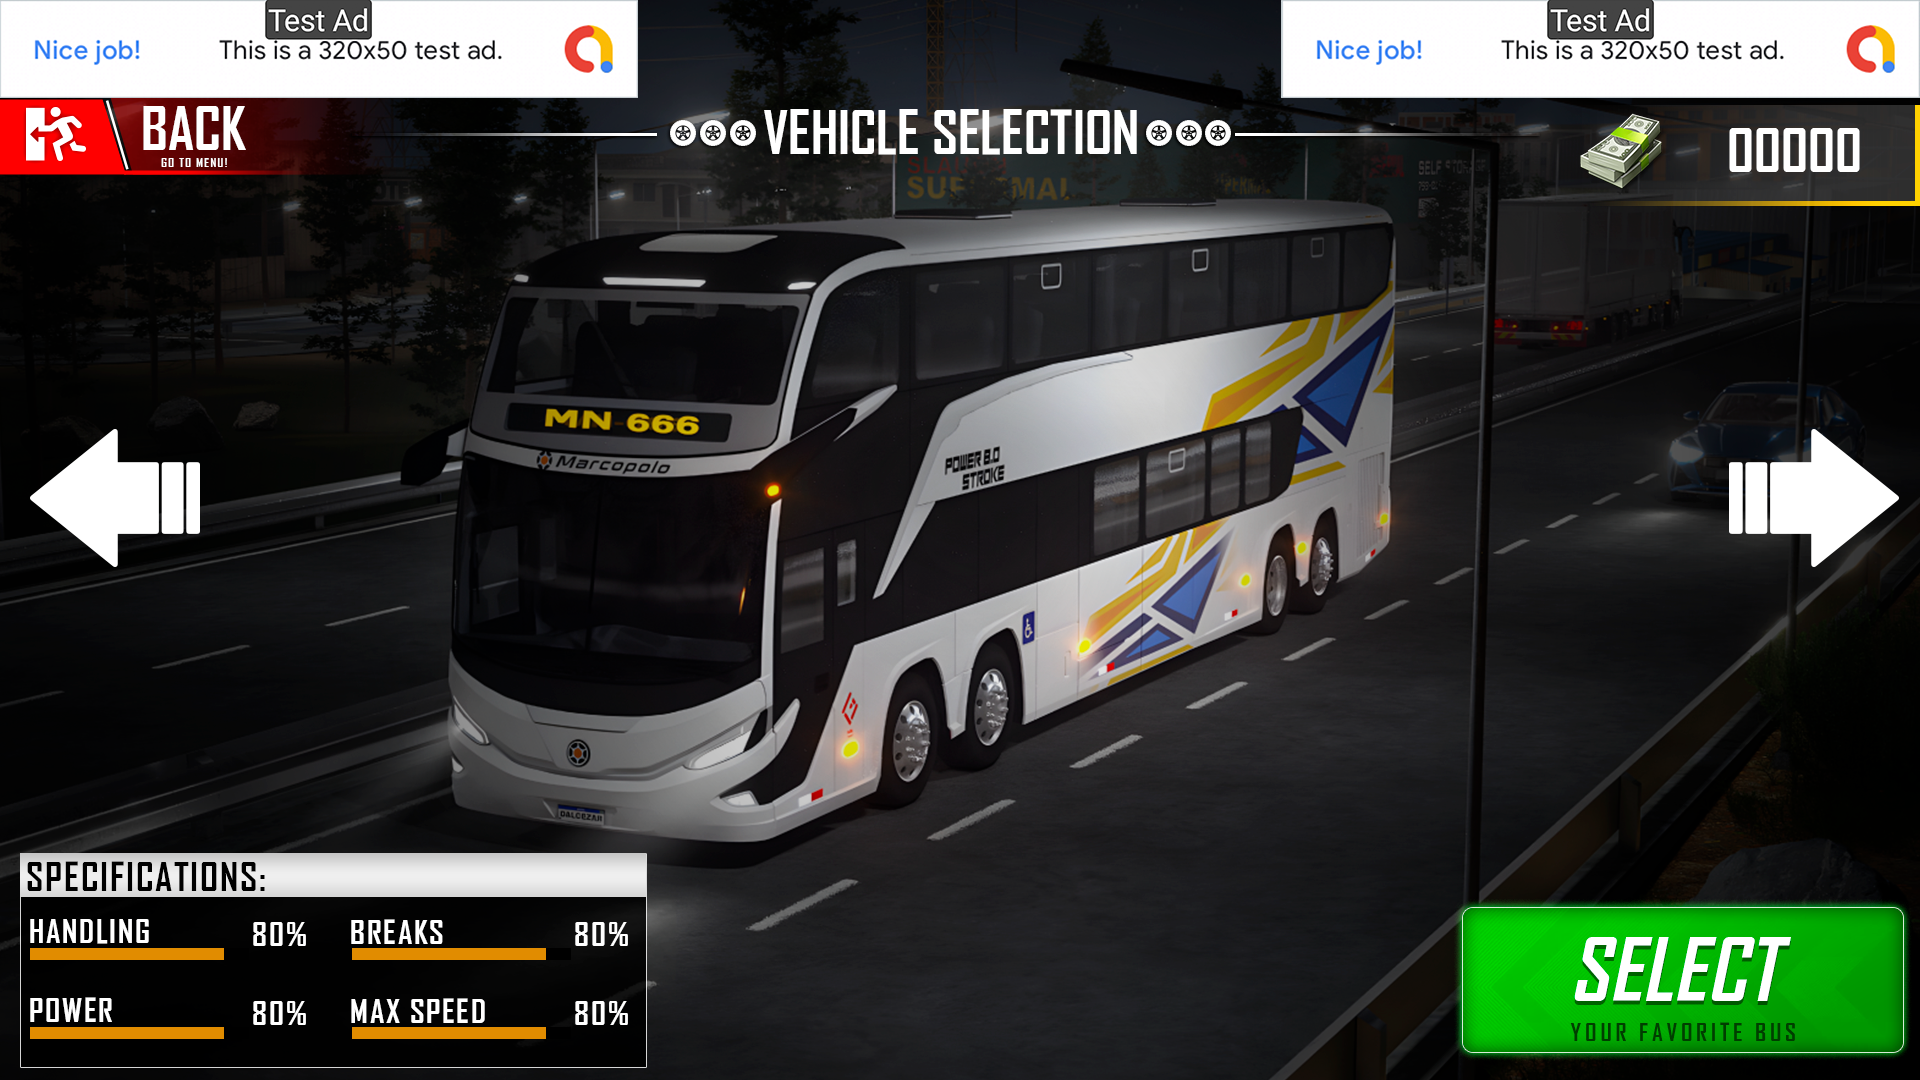 Test Ad
Nice job!
This is a 320x50 test ad.
Test Ad
Nice job!
This is a 320x50 test ad.
BACK
GO TO MENU!
VEHICLE SELECTION
00000
MN-666
Marcopolo
POWER 8.0
STROKE
DALCEZAR
SPECIFICATIONS:
HANDLING 80%
BREAKS 80%
POWER 80%
MAX SPEED 80%
SELECT
YOUR FAVORITE BUS